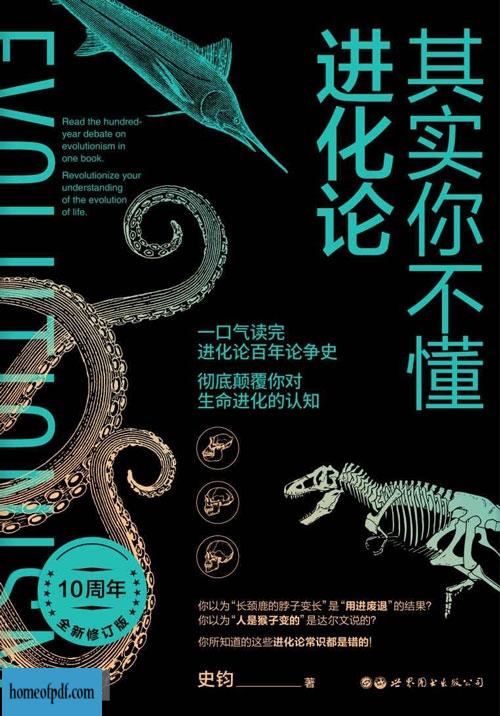 其实你不懂
进化论
EVOLUTIONISM
Read the hundred-
year debate on
evolutionism in
one book.
Revolutionize your
understanding
of the evolution
of life.
一口气读完
进化论百年论争史
彻底颠覆你对
生命进化的认知
10周年
全新修订版
你以为“长颈鹿的脖子变长”是“用进废退”的结果？
你以为“人是猴子变的”是达尔文说的？
你所知道的这些进化论常识都是错的！
史钧 著
世界图书出版公司
homeofpdf.com